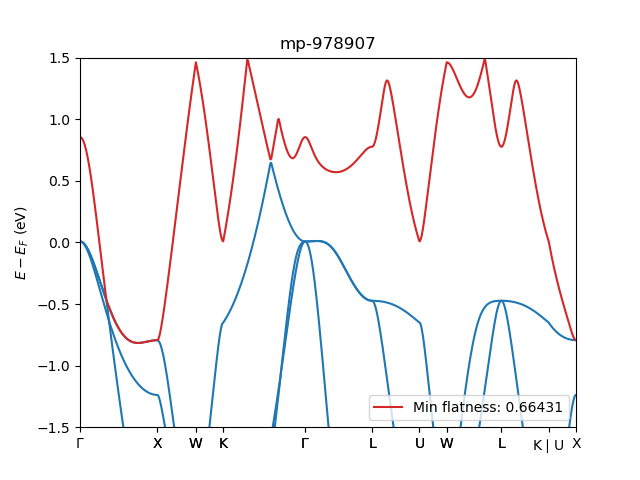 mp-978907
E − E_F (eV)
1.5
1.0
0.5
0.0
−0.5
−1.0
−1.5
Min flatness: 0.66431
Γ X W K Γ L U W L K | U X